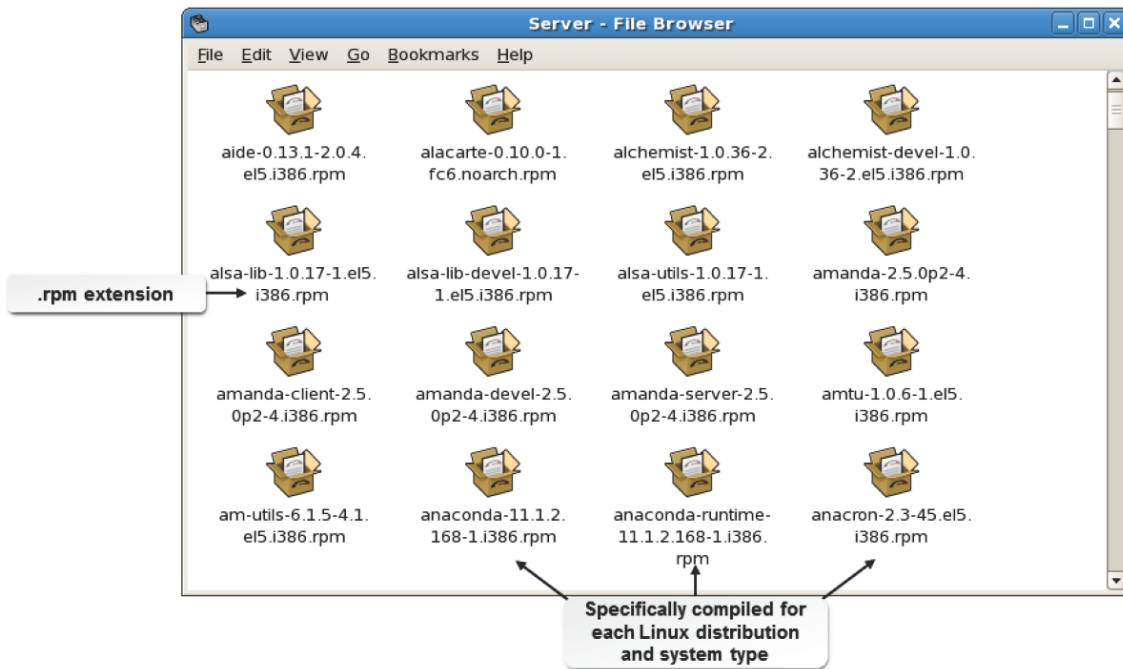 Server - File Browser
File Edit View Go Bookmarks Help
aide-0.13.1-2.0.4.
el5.i386.rpm
alacarte-0.10.0-1.
fc6.noarch.rpm
alchemist-1.0.36-2.
el5.i386.rpm
alchemist-devel-1.0.
36-2.el5.i386.rpm
alsa-lib-1.0.17-1.el5.
i386.rpm
alsa-lib-devel-1.0.17-
1.el5.i386.rpm
alsa-utils-1.0.17-1.
el5.i386.rpm
amanda-2.5.0p2-4.
i386.rpm
.rpm extension
amanda-client-2.5.
0p2-4.i386.rpm
amanda-devel-2.5.
0p2-4.i386.rpm
amanda-server-2.5.
0p2-4.i386.rpm
amtu-1.0.6-1.el5.
i386.rpm
am-utils-6.1.5-4.1.
el5.i386.rpm
anaconda-11.1.2.
168-1.i386.rpm
anaconda-runtime-
11.1.2.168-1.i386.
rpm
anacron-2.3-45.el5.
i386.rpm
Specifically compiled for
each Linux distribution
and system type